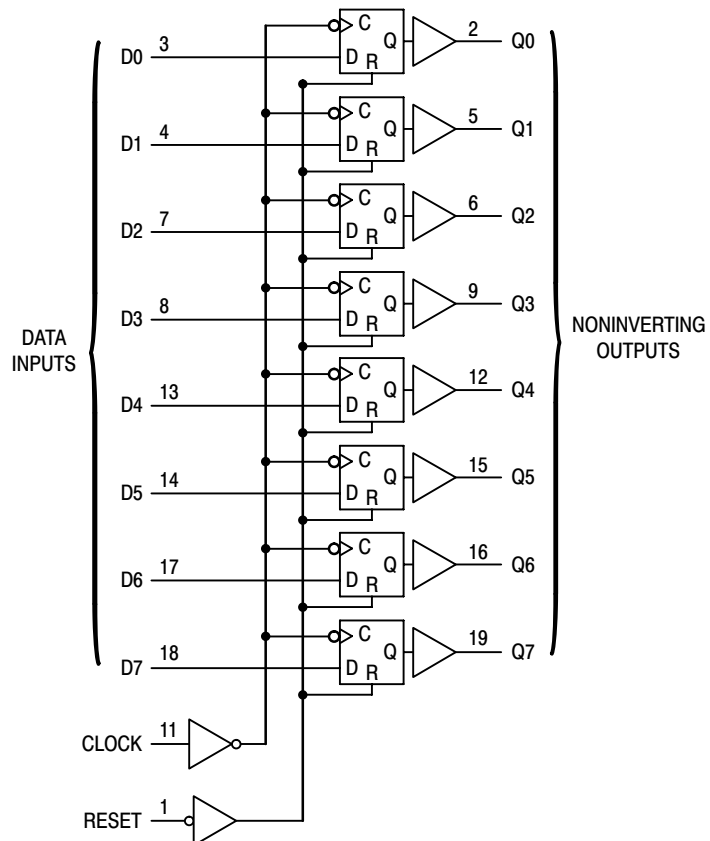 C
Q
D
R
2
Q0
D0
3
C
Q
D
R
5
Q1
D1
4
C
Q
D
R
6
Q2
D2
7
C
Q
D
R
9
Q3
D3
8
DATA
INPUTS
NONINVERTING
OUTPUTS
C
Q
D
R
12
Q4
D4
13
C
Q
D
R
15
Q5
D5
14
C
Q
D
R
16
Q6
D6
17
C
Q
D
R
19
Q7
D7
18
CLOCK
11
RESET
1